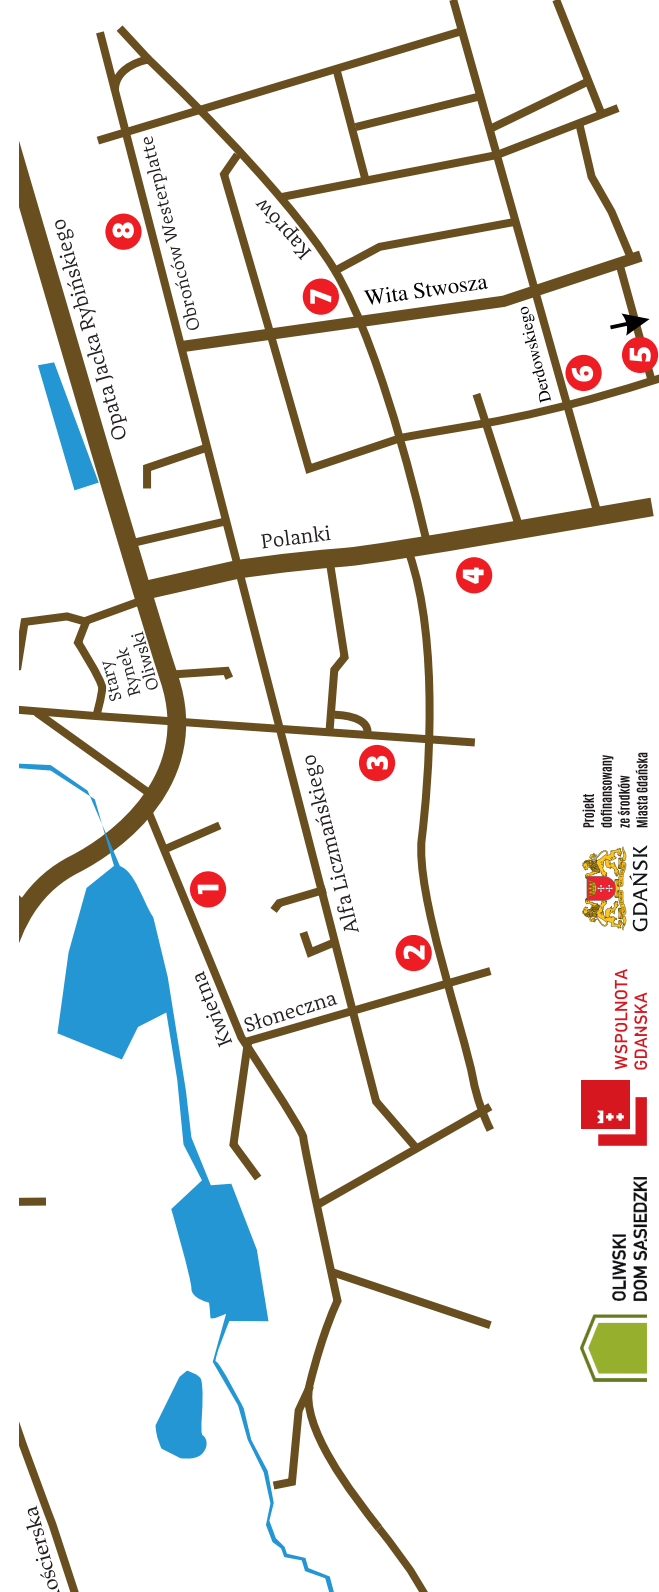 Opata Jacka Rybińskiego
8
Obrońców Westerplatte
Kaprów
7
Wita Stwosza
Derdowskiego
6
5
Polanki
4
Stary
Rynek
Oliwski
3
Alfa Liczmańskiego
1
2
Kwietna
Słoneczna
ościerska
Projekt
dofinansowany
ze środków
Miasta Gdańska
GDAŃSK
WSPOLNOTA
GDAŃSKA
OLIWSKI
DOM SĄSIEDZKI